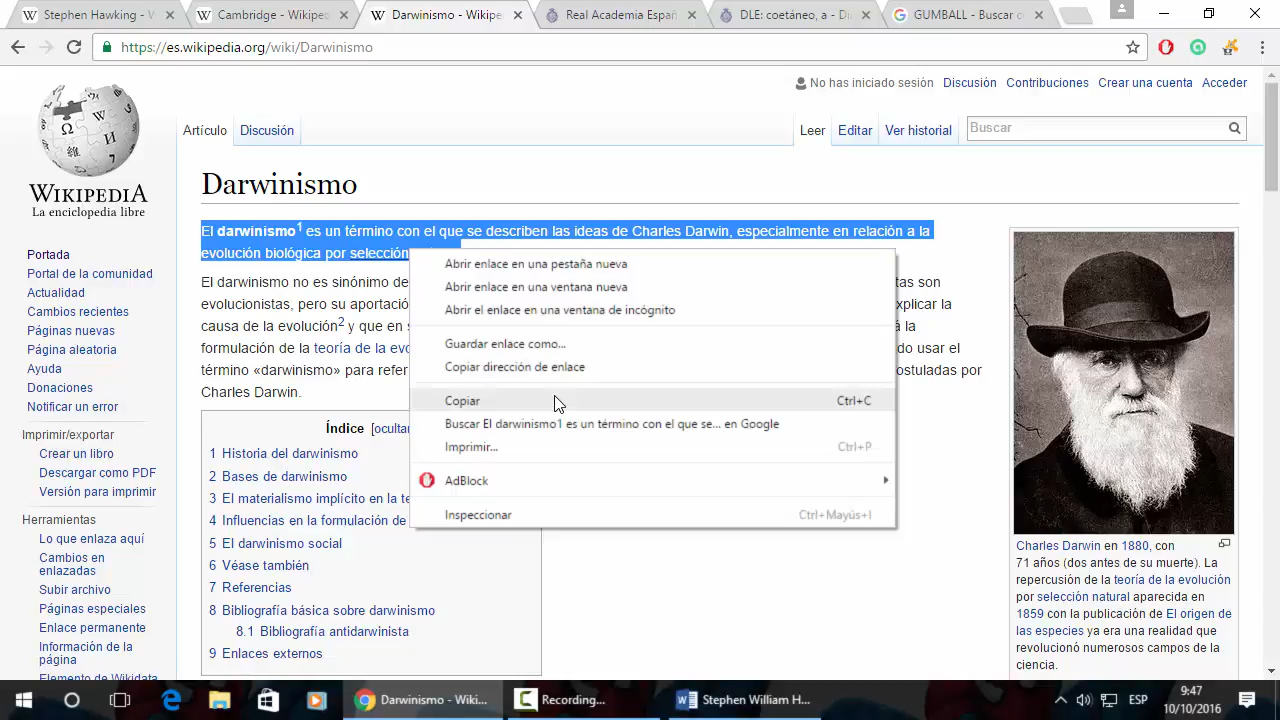 Stephen Hawking - W
Cambridge - Wikiped
Darwinismo - Wikipe
Real Academia Españ
DLE: coetáneo, a - Di
GUMBALL - Buscar c
https://es.wikipedia.org/wiki/Darwinismo
No has iniciado sesión Discusión Contribuciones Crear una cuenta Acceder
Artículo Discusión Leer Editar Ver historial Buscar
WIKIPEDIA
La enciclopedia libre
Portada
Portal de la comunidad
Actualidad
Cambios recientes
Páginas nuevas
Página aleatoria
Ayuda
Donaciones
Notificar un error
Imprimir/exportar
Crear un libro
Descargar como PDF
Versión para imprimir
Herramientas
Lo que enlaza aquí
Cambios en
enlazadas
Subir archivo
Páginas especiales
Enlace permanente
Información de la
página
Elemento de Wikidata
Darwinismo
El darwinismo1 es un término con el que se describen las ideas de Charles Darwin, especialmente en relación a la
evolución biológica por selección
El darwinismo no es sinónimo de tas son
evolucionistas, pero su aportació xplicar la
causa de la evolución2 y que en s á la
formulación de la teoría de la evo do usar el
término «darwinismo» para refer ostuladas por
Charles Darwin.
Índice [ocultar
1 Historia del darwinismo
2 Bases de darwinismo
3 El materialismo implícito en la te
4 Influencias en la formulación de
5 El darwinismo social
6 Véase también
7 Referencias
8 Bibliografía básica sobre darwinismo
8.1 Bibliografía antidarwinista
9 Enlaces externos
Abrir enlace en una pestaña nueva
Abrir enlace en una ventana nueva
Abrir el enlace en una ventana de incógnito
Guardar enlace como...
Copiar dirección de enlace
Copiar Ctrl+C
Buscar El darwinismo1 es un término con el que se... en Google
Imprimir... Ctrl+P
AdBlock
Inspeccionar Ctrl+Mayús+I
Charles Darwin en 1880, con
71 años (dos antes de su muerte). La
repercusión de la teoría de la evolución
por selección natural aparecida en
1859 con la publicación de El origen de
las especies ya era una realidad que
revolucionó numerosos campos de la
ciencia.
Darwinismo - Wiki...
Recording...
Stephen William H...
ESP
9:47
10/10/2016